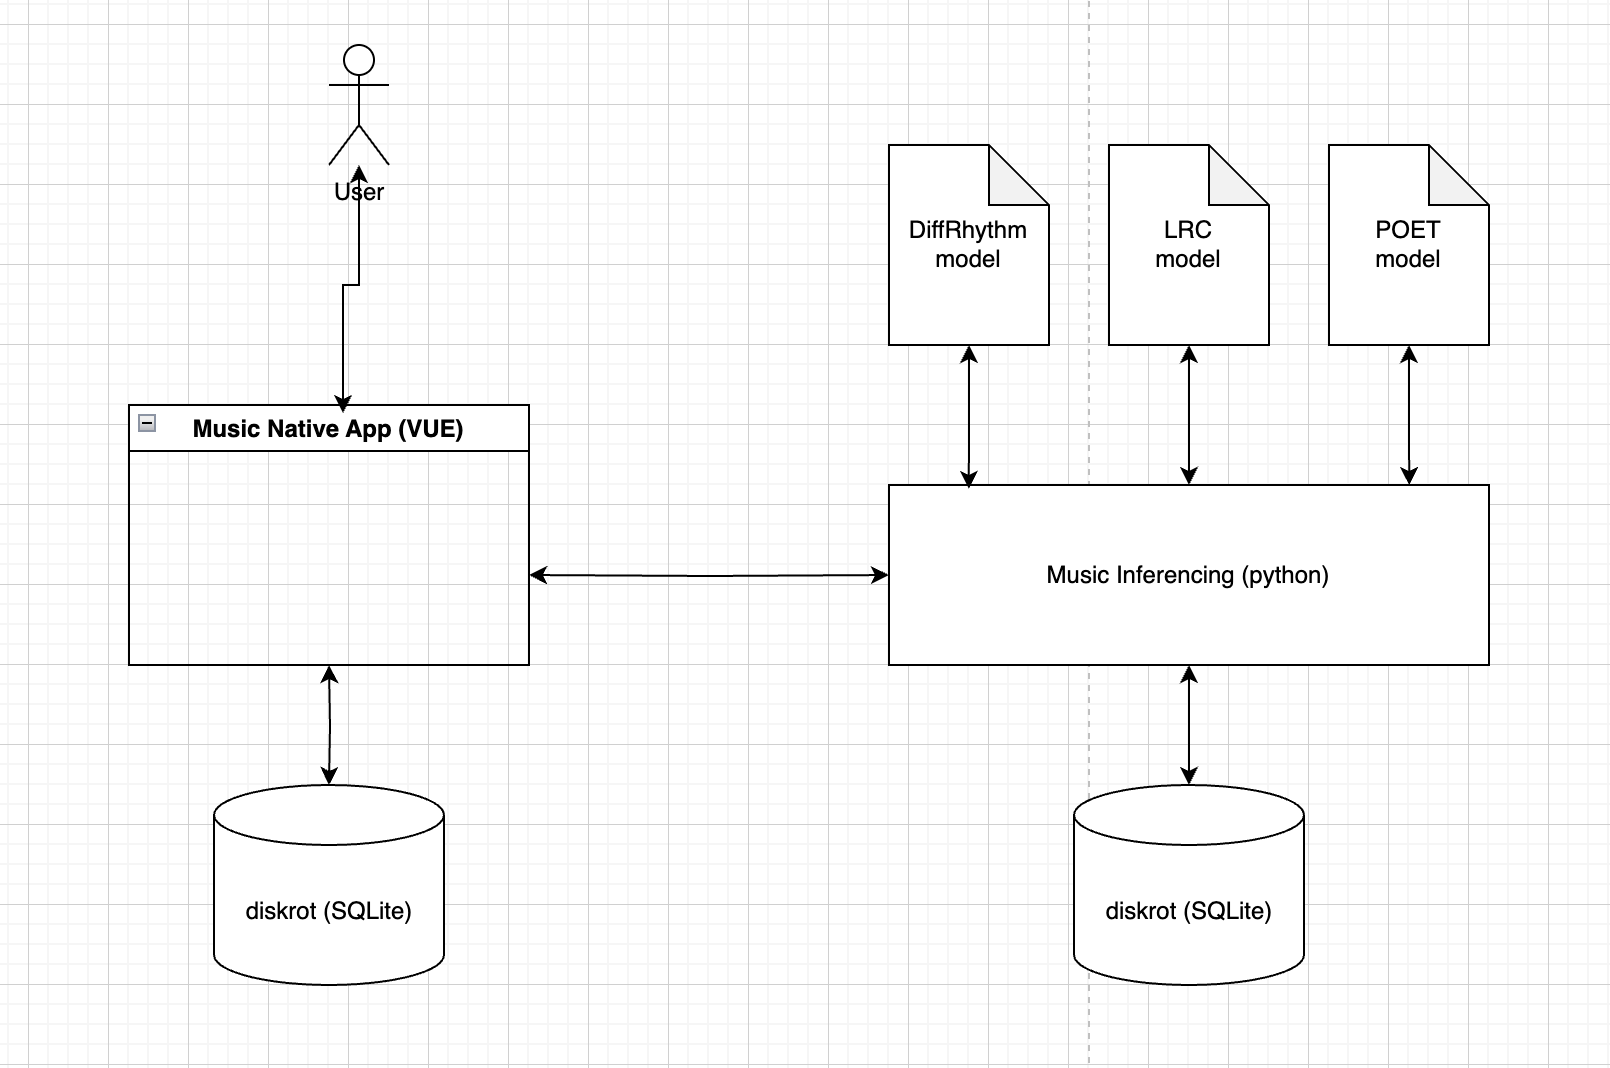 User
DiffRhythm
model
LRC
model
POET
model
Music Native App (VUE)
Music Inferencing (python)
diskrot (SQLite)
diskrot (SQLite)